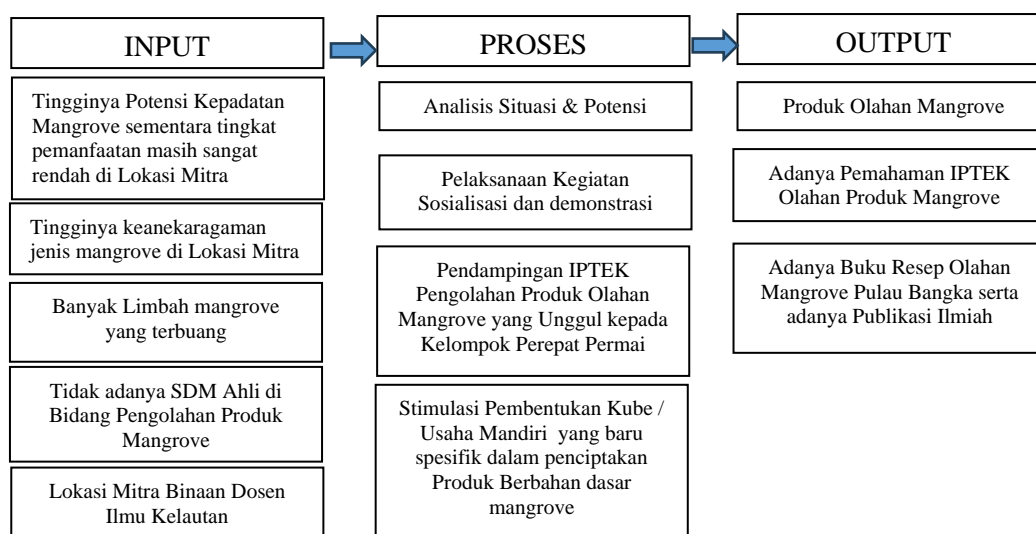 INPUT
Tingginya Potensi Kepadatan
Mangrove sementara tingkat
pemanfaatan masih sangat
rendah di Lokasi Mitra
Tingginya keanekaragaman
jenis mangrove di Lokasi Mitra
Banyak Limbah mangrove
yang terbuang
Tidak adanya SDM Ahli di
Bidang Pengolahan Produk
Mangrove
Lokasi Mitra Binaan Dosen
Ilmu Kelautan
PROSES
Analisis Situasi & Potensi
Pelaksanaan Kegiatan
Sosialisasi dan demonstrasi
Pendampingan IPTEK
Pengolahan Produk Olahan
Mangrove yang Unggul kepada
Kelompok Perepat Permai
Stimulasi Pembentukan Kube /
Usaha Mandiri yang baru
spesifik dalam penciptakan
Produk Berbahan dasar
mangrove
OUTPUT
Produk Olahan Mangrove
Adanya Pemahaman IPTEK
Olahan Produk Mangrove
Adanya Buku Resep Olahan
Mangrove Pulau Bangka serta
adanya Publikasi Ilmiah